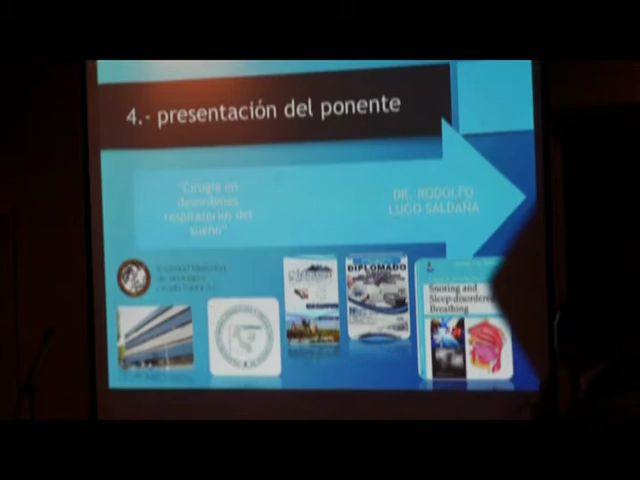 4.- presentación del ponente
"Cirugía en
desordenes
respiratorios del
sueño"
DR. RODOLFO
LUGO SALDAÑA
DIPLOMADO
Snoring and
Sleep-disordered
Breathing